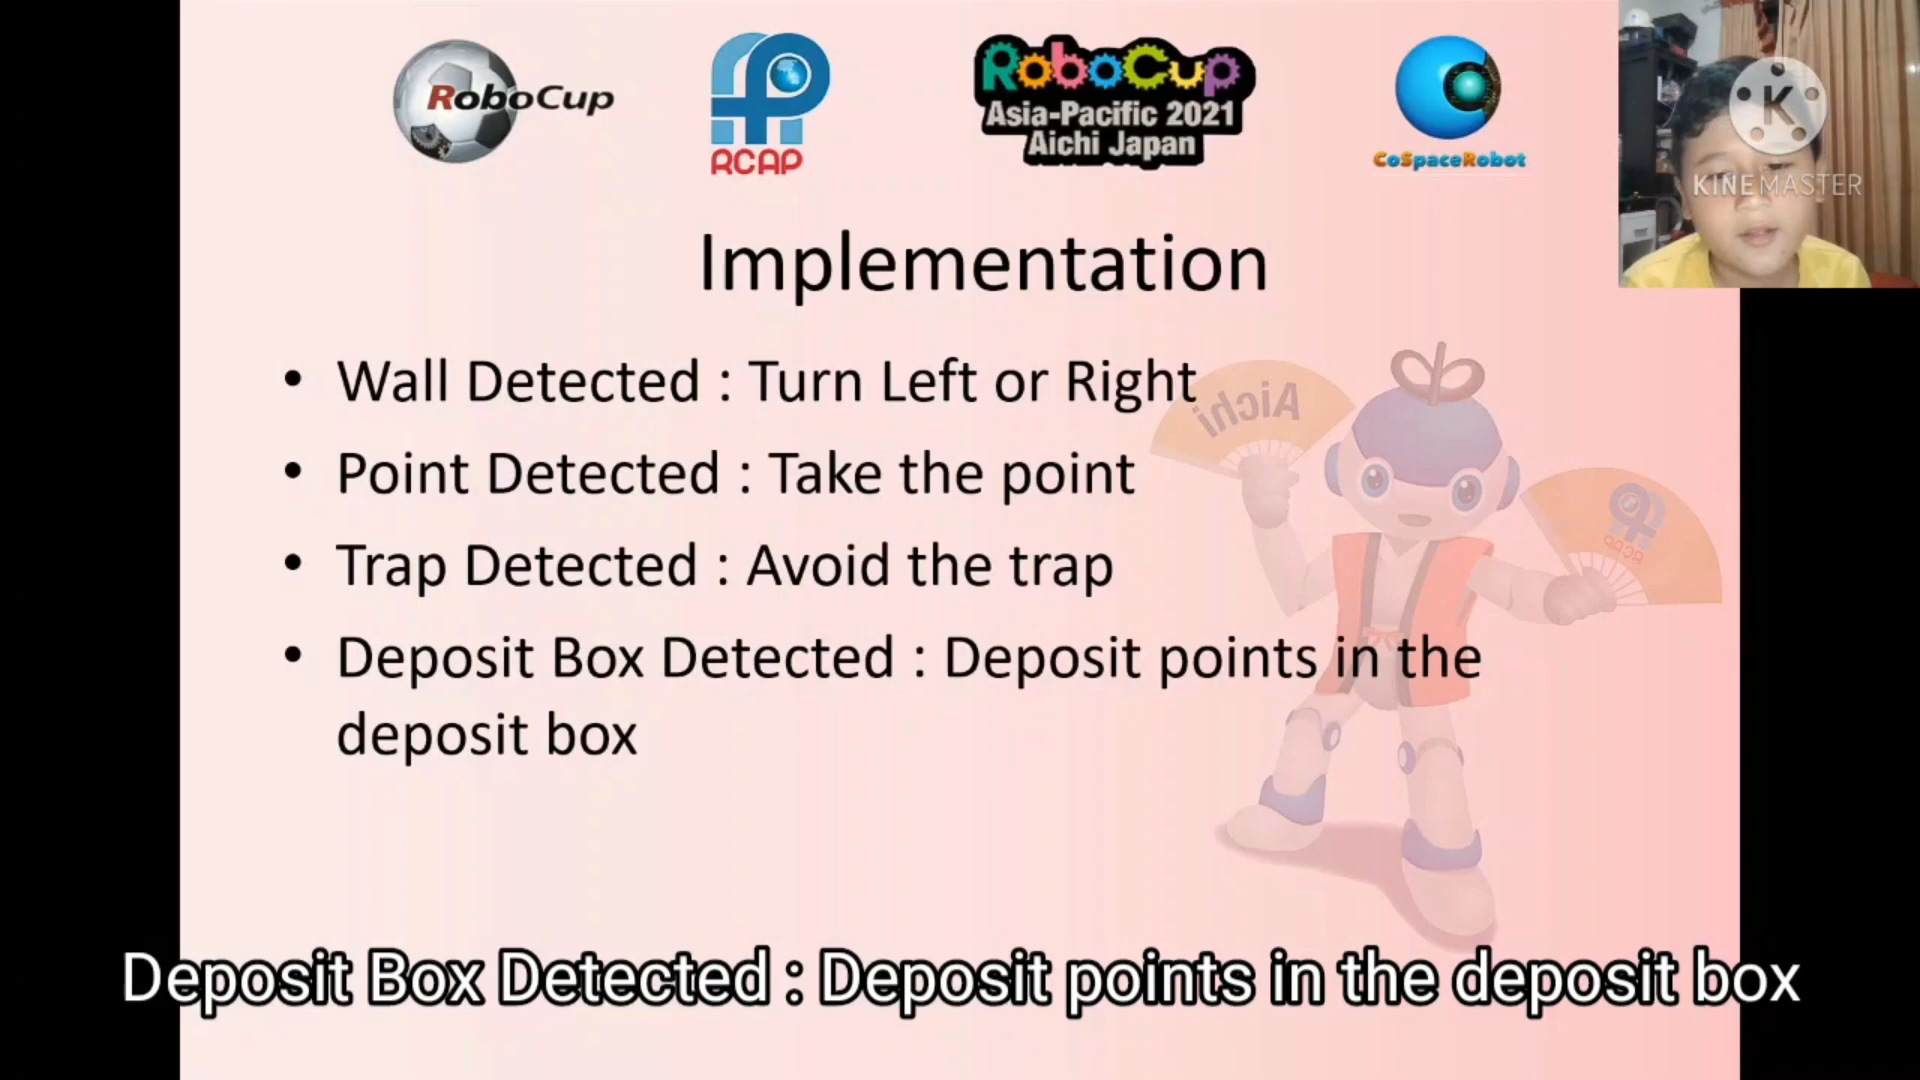 RoboCup
RCAP
RoboCup
Asia-Pacific 2021
Aichi Japan
CoSpaceRobot
K
KINEMASTER
Implementation
• Wall Detected : Turn Left or Right
Aichi
• Point Detected : Take the point
RCAP
• Trap Detected : Avoid the trap
• Deposit Box Detected : Deposit points in the
deposit box
Deposit Box Detected : Deposit points in the deposit box